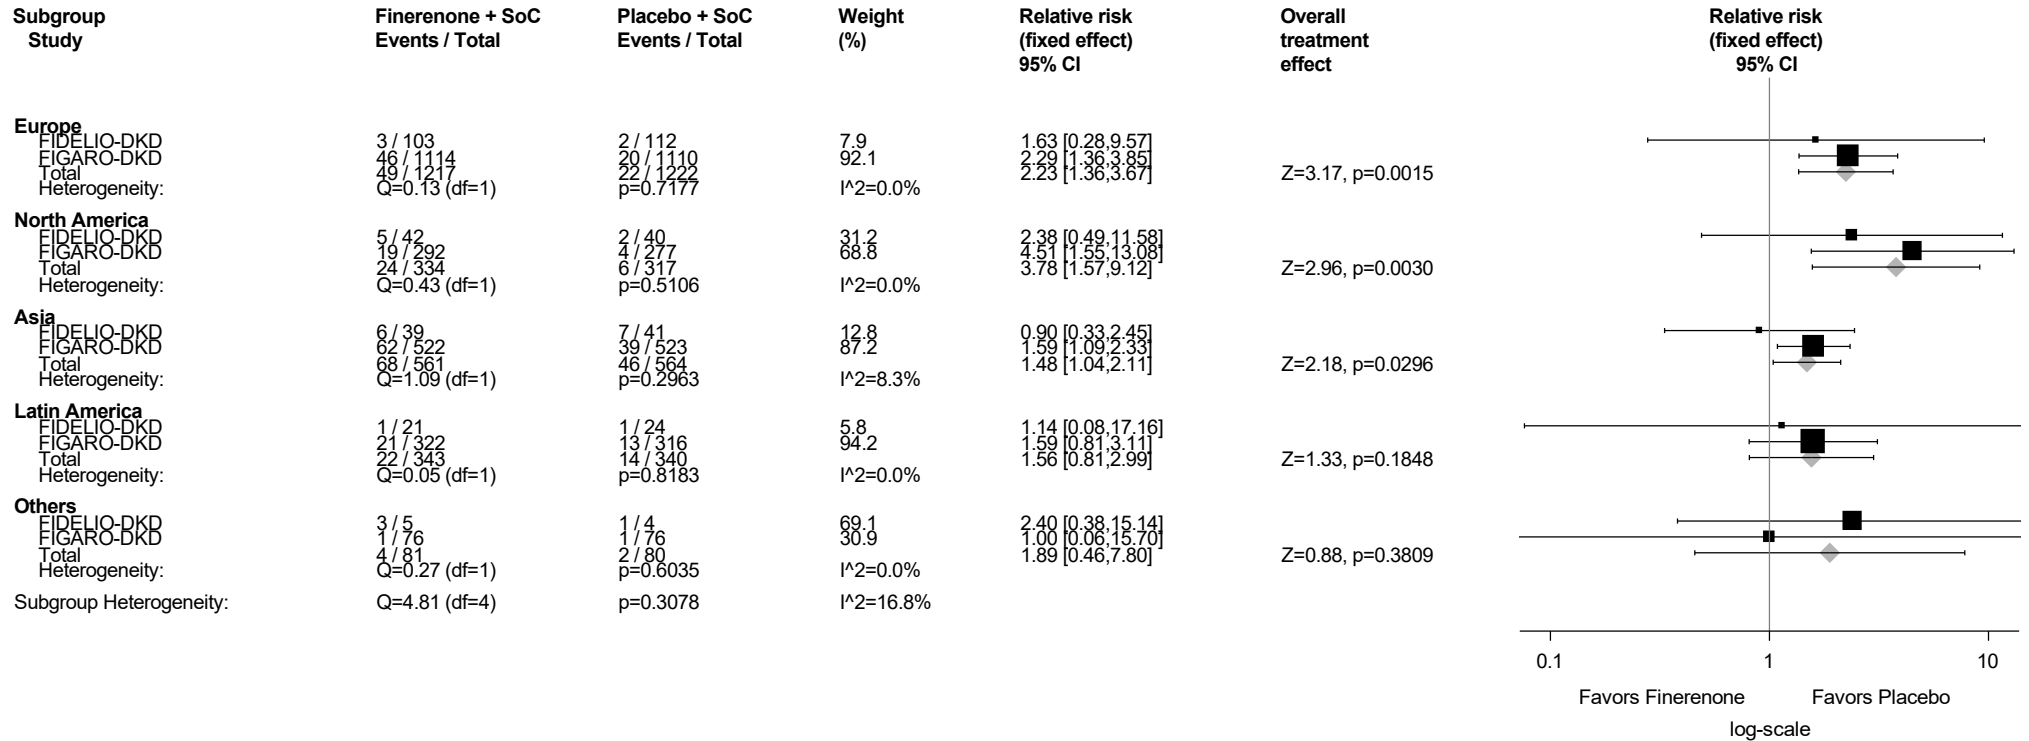 Subgroup Finerenone + SoC Placebo + SoC Weight Relative risk Overall Relative risk
Study Events / Total Events / Total (%) (fixed effect) treatment (fixed effect)
95% CI effect 95% CI
Europe
FIDELIO-DKD 3 / 103 2 / 112 7.9 1.63 [0.28,9.57]
FIGARO-DKD 46 / 1114 20 / 1110 92.1 2.29 [1.36,3.85]
Total 49 / 1217 22 / 1222 2.23 [1.36,3.67] Z=3.17, p=0.0015
Heterogeneity: Q=0.13 (df=1) p=0.7177 I^2=0.0%
North America
FIDELIO-DKD 5 / 42 2 / 40 31.2 2.38 [0.49,11.58]
FIGARO-DKD 19 / 292 4 / 277 68.8 4.51 [1.55,13.08]
Total 24 / 334 6 / 317 3.78 [1.57,9.12] Z=2.96, p=0.0030
Heterogeneity: Q=0.43 (df=1) p=0.5106 I^2=0.0%
Asia
FIDELIO-DKD 6 / 39 7 / 41 12.8 0.90 [0.33,2.45]
FIGARO-DKD 62 / 522 39 / 523 87.2 1.59 [1.09,2.33]
Total 68 / 561 46 / 564 1.48 [1.04,2.11] Z=2.18, p=0.0296
Heterogeneity: Q=1.09 (df=1) p=0.2963 I^2=8.3%
Latin America
FIDELIO-DKD 1 / 21 1 / 24 5.8 1.14 [0.08,17.16]
FIGARO-DKD 21 / 322 13 / 316 94.2 1.59 [0.81,3.11]
Total 22 / 343 14 / 340 1.56 [0.81,2.99] Z=1.33, p=0.1848
Heterogeneity: Q=0.05 (df=1) p=0.8183 I^2=0.0%
Others
FIDELIO-DKD 3 / 5 1 / 4 69.1 2.40 [0.38,15.14]
FIGARO-DKD 1 / 76 1 / 76 30.9 1.00 [0.06,15.70]
Total 4 / 81 2 / 80 1.89 [0.46,7.80] Z=0.88, p=0.3809
Heterogeneity: Q=0.27 (df=1) p=0.6035 I^2=0.0%
Subgroup Heterogeneity: Q=4.81 (df=4) p=0.3078 I^2=16.8%
0.1 1 10
Favors Finerenone Favors Placebo
log-scale